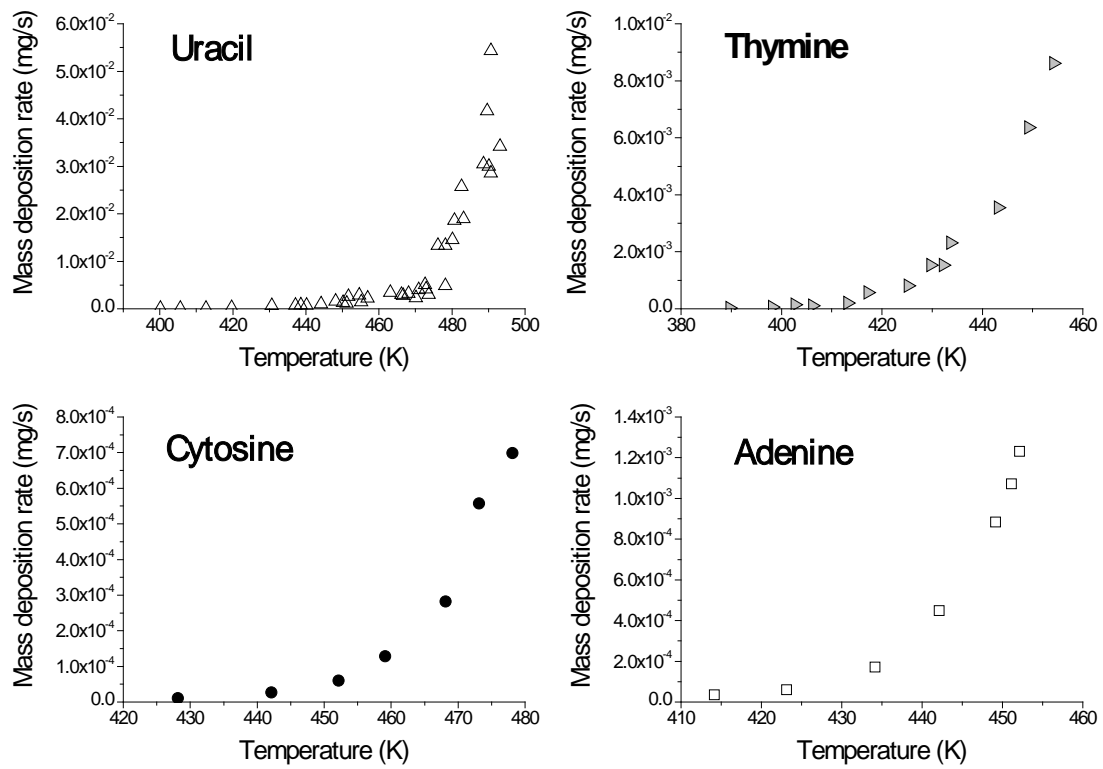 Uracil
Mass deposition rate (mg/s)
6.0x10-2
5.0x10-2
4.0x10-2
3.0x10-2
2.0x10-2
1.0x10-2
0.0
400 420 440 460 480 500
Temperature (K)
Thymine
Mass deposition rate (mg/s)
1.0x10-2
8.0x10-3
6.0x10-3
4.0x10-3
2.0x10-3
0.0
380 400 420 440 460
Temperature (K)
Cytosine
Mass deposition rate (mg/s)
8.0x10-4
7.0x10-4
6.0x10-4
5.0x10-4
4.0x10-4
3.0x10-4
2.0x10-4
1.0x10-4
0.0
420 430 440 450 460 470 480
Temperature (K)
Adenine
Mass deposition rate (mg/s)
1.4x10-3
1.2x10-3
1.0x10-3
8.0x10-4
6.0x10-4
4.0x10-4
2.0x10-4
0.0
410 420 430 440 450 460
Temperature (K)